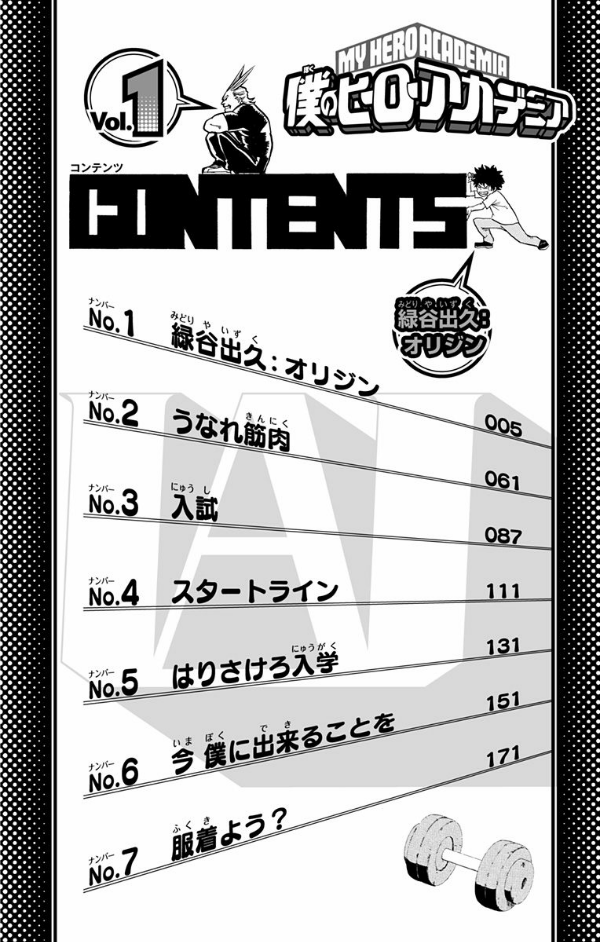 Vol.1
MY HERO ACADEMIA
僕のヒーローアカデミア
コンテンツ
CONTENTS
みどりやいずく
緑谷出久:
オリジン
ナンバー
No.1
みどりやいずく
緑谷出久:オリジン
005
ナンバー
No.2
きんにく
うなれ筋肉
061
ナンバー
No.3
にゅうし
入試
087
ナンバー
No.4
スタートライン
111
ナンバー
No.5
にゅうがく
はりさけろ入学
131
ナンバー
No.6
いま ぼく でき
今 僕に出来ることを
151
ナンバー
No.7
ふくき
服着よう?
171